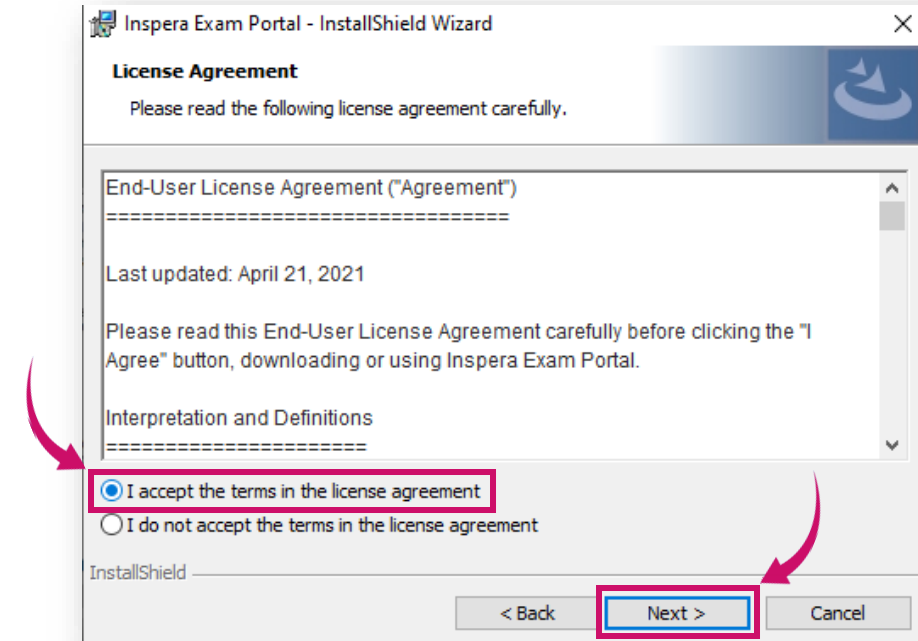 Inspera Exam Portal - InstallShield Wizard
License Agreement
Please read the following license agreement carefully.
End-User License Agreement ("Agreement")
==================================
Last updated: April 21, 2021
Please read this End-User License Agreement carefully before clicking the "I
Agree" button, downloading or using Inspera Exam Portal.
Interpretation and Definitions
======================
I accept the terms in the license agreement
I do not accept the terms in the license agreement
InstallShield
< Back Next > Cancel